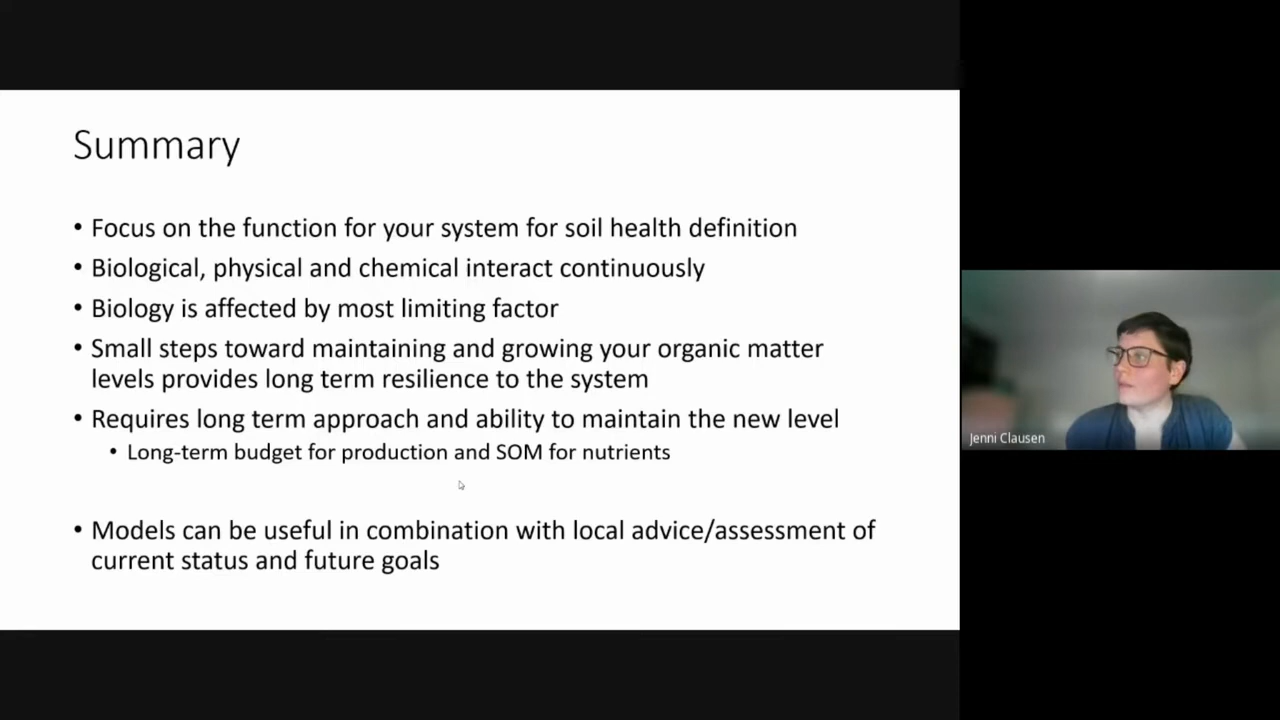 Summary
• Focus on the function for your system for soil health definition
• Biological, physical and chemical interact continuously
• Biology is affected by most limiting factor
• Small steps toward maintaining and growing your organic matter
levels provides long term resilience to the system
• Requires long term approach and ability to maintain the new level
• Long-term budget for production and SOM for nutrients
• Models can be useful in combination with local advice/assessment of
current status and future goals
Jenni Clausen